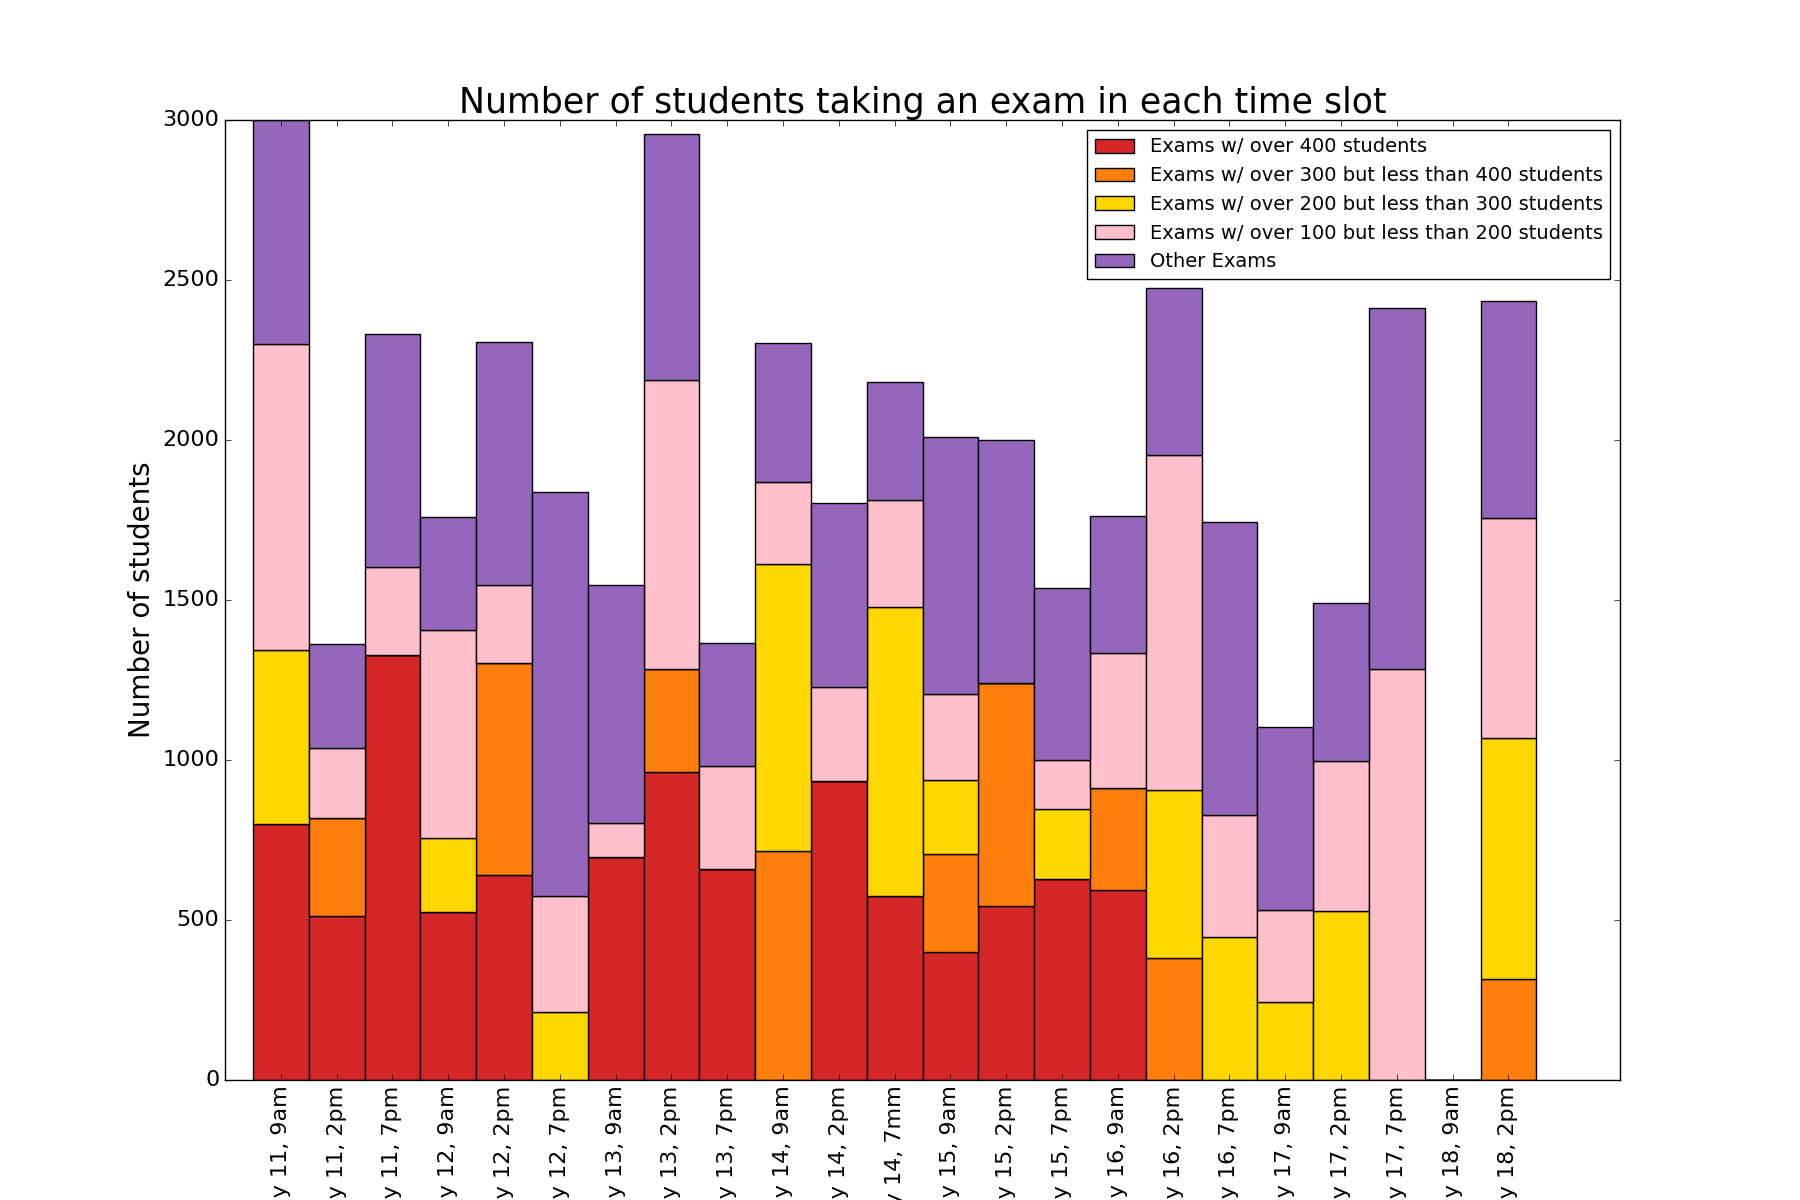 Number of students taking an exam in each time slot
3000
2500
2000
1500
1000
500
0
Number of students
Exams w/ over 400 students
Exams w/ over 300 but less than 400 students
Exams w/ over 200 but less than 300 students
Exams w/ over 100 but less than 200 students
Other Exams
y 11, 9am
y 11, 2pm
y 11, 7pm
y 12, 9am
y 12, 2pm
y 12, 7pm
y 13, 9am
y 13, 2pm
y 13, 7pm
y 14, 9am
y 14, 2pm
y 14, 7mm
y 15, 9am
y 15, 2pm
y 15, 7pm
y 16, 9am
y 16, 2pm
y 16, 7pm
y 17, 9am
y 17, 2pm
y 17, 7pm
y 18, 9am
y 18, 2pm